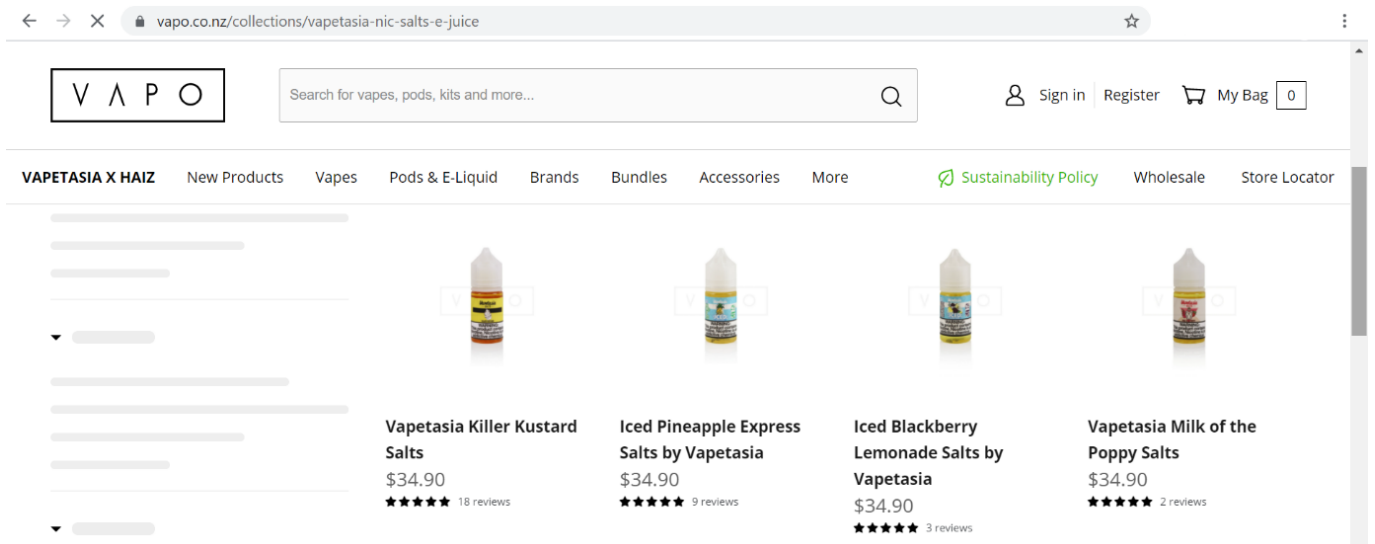 vapo.co.nz/collections/vapetasia-nic-salts-e-juice
VAPO
Search for vapes, pods, kits and more...
Sign in Register My Bag 0
VAPETASIA X HAIZ New Products Vapes Pods & E-Liquid Brands Bundles Accessories More Sustainability Policy Wholesale Store Locator
Vapetasia Killer Kustard
Salts
$34.90
18 reviews
Iced Pineapple Express
Salts by Vapetasia
$34.90
9 reviews
Iced Blackberry
Lemonade Salts by
Vapetasia
$34.90
3 reviews
Vapetasia Milk of the
Poppy Salts
$34.90
2 reviews